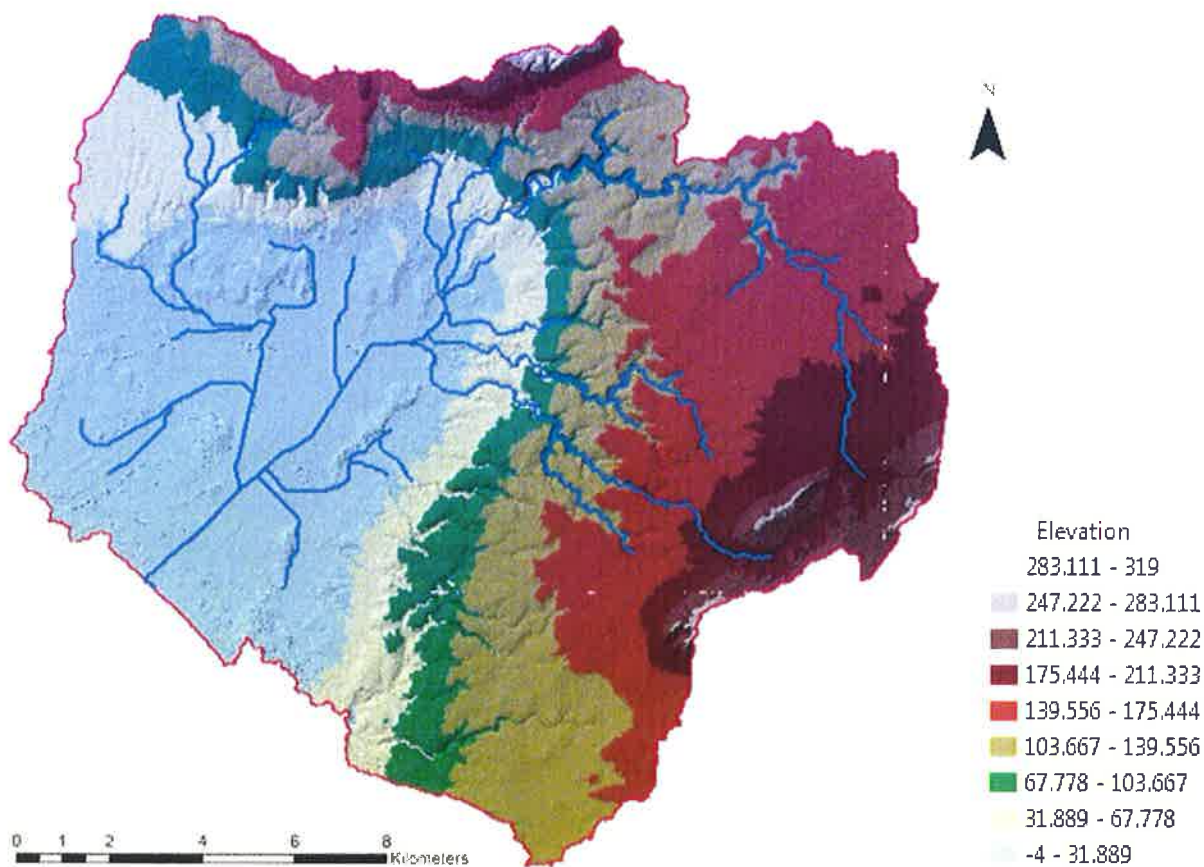 N
Elevation
283.111 - 319
247.222 - 283.111
211.333 - 247.222
175.444 - 211.333
139.556 - 175.444
103.667 - 139.556
67.778 - 103.667
31.889 - 67.778
-4 - 31.889
0 1 2 4 6 8
Kilometers